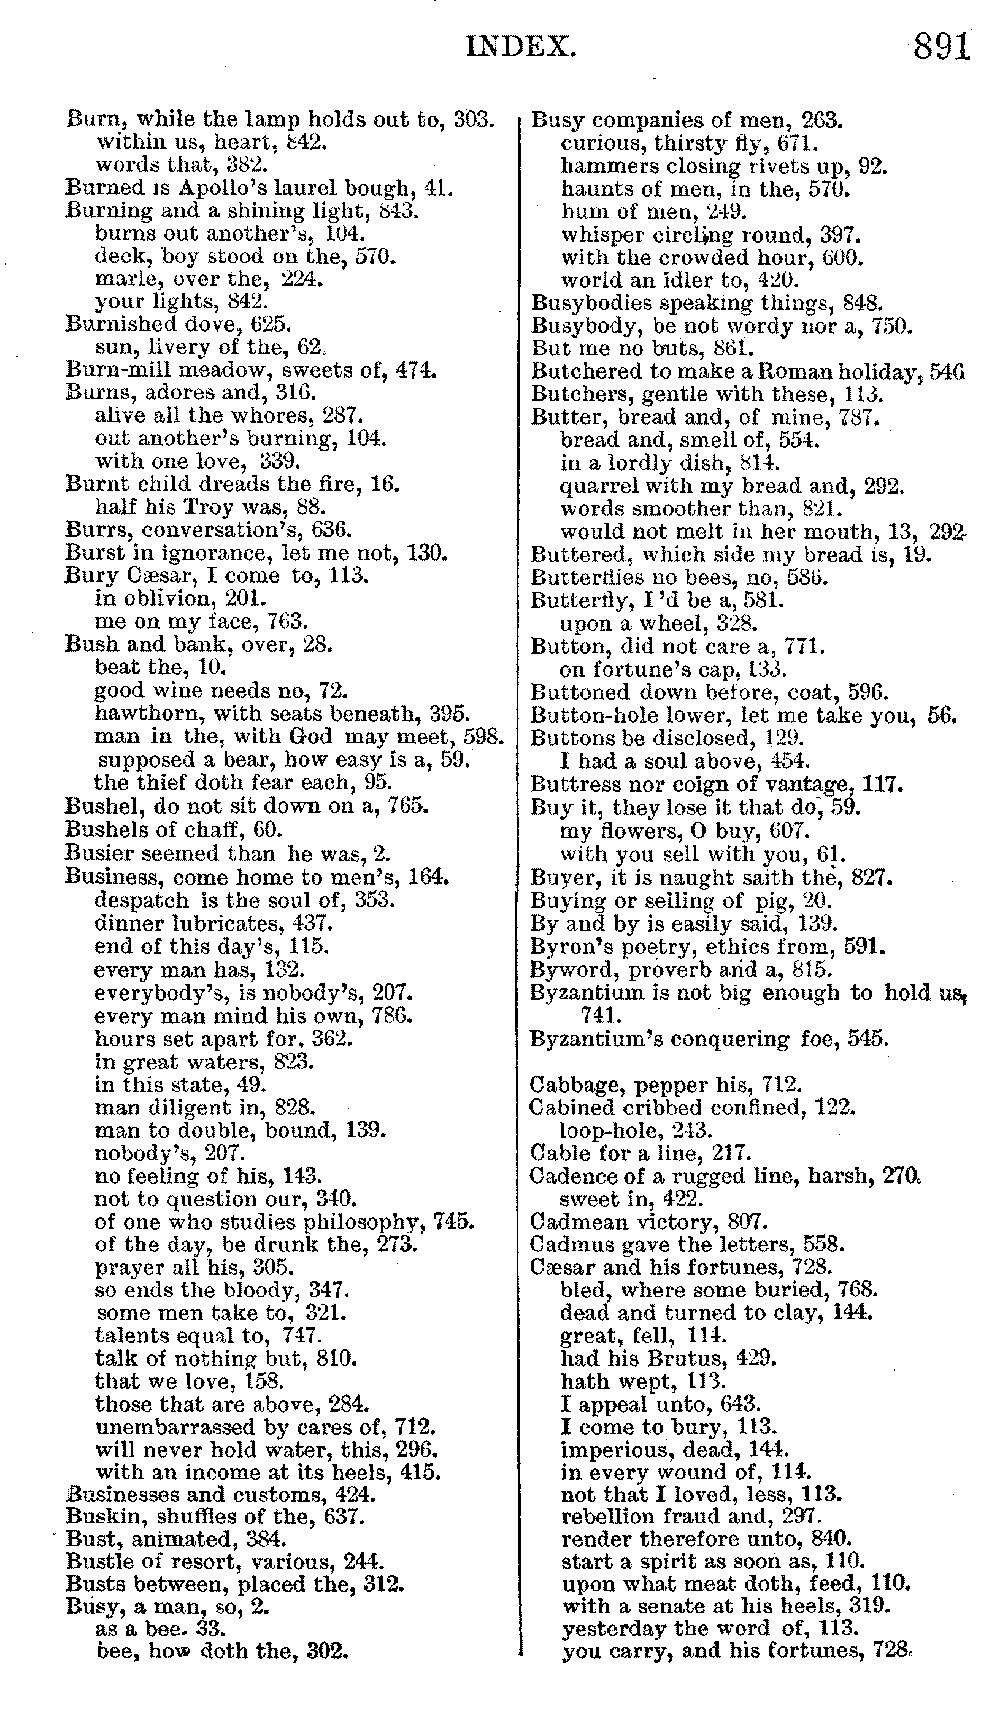 INDEX. 891
Burn, while the lamp holds out to, 303.
within us, heart, 842.
words that, 382.
Burned is Apollo's laurel bough, 41.
Burning and a shining light, 843.
burns out another's, 104.
deck, boy stood on the, 570.
marle, over the, 224.
your lights, 842.
Burnished dove, 625.
sun, livery of the, 62.
Burn-mill meadow, sweets of, 474.
Burns, adores and, 316.
alive all the whores, 287.
out another's burning, 104.
with one love, 339.
Burnt child dreads the fire, 16.
half his Troy was, 88.
Burrs, conversation's, 636.
Burst in ignorance, let me not, 130.
Bury Cæsar, I come to, 113.
in oblivion, 201.
me on my face, 763.
Bush and bank, over, 28.
beat the, 10.
good wine needs no, 72.
hawthorn, with seats beneath, 395.
man in the, with God may meet, 598.
supposed a bear, how easy is a, 59.
the thief doth fear each, 95.
Bushel, do not sit down on a, 765.
Bushels of chaff, 60.
Busier seemed than he was, 2.
Business, come home to men's, 164.
despatch is the soul of, 353.
dinner lubricates, 437.
end of this day's, 115.
every man has, 132.
everybody's, is nobody's, 207.
every man mind his own, 786.
hours set apart for, 362.
in great waters, 823.
in this state, 49.
man diligent in, 828.
man to double, bound, 139.
nobody's, 207.
no feeling of his, 143.
not to question our, 340.
of one who studies philosophy, 745.
of the day, be drunk the, 273.
prayer all his, 305.
so ends the bloody, 347.
some men take to, 321.
talents equal to, 747.
talk of nothing but, 810.
that we love, 158.
those that are above, 284.
unembarrassed by cares of, 712.
will never hold water, this, 296.
with an income at its heels, 415.
Businesses and customs, 424.
Buskin, shuffles of the, 637.
Bust, animated, 384.
Bustle of resort, various, 244.
Busts between, placed the, 312.
Busy, a man, so, 2.
as a bee. 33.
bee, how doth the, 302.
Busy companies of men, 263.
curious, thirsty fly, 671.
hammers closing rivets up, 92.
haunts of men, in the, 570.
hum of men, 249.
whisper circling round, 397.
with the crowded hour, 600.
world an idler to, 420.
Busybodies speaking things, 848.
Busybody, be not wordy nor a, 750.
But me no buts, 861.
Butchered to make a Roman holiday, 546
Butchers, gentle with these, 113.
Butter, bread and, of mine, 787.
bread and, smell of, 554.
in a lordly dish, 814.
quarrel with my bread and, 292.
words smoother than, 821.
would not melt in her mouth, 13, 292.
Buttered, which side my bread is, 19.
Butterflies no bees, no, 586.
Butterfly, I 'd be a, 581.
upon a wheel, 328.
Button, did not care a, 771.
on fortune's cap, 133.
Buttoned down before, coat, 596.
Button-hole lower, let me take you, 56.
Buttons be disclosed, 129.
I had a soul above, 454.
Buttress nor coign of vantage, 117.
Buy it, they lose it that do, 59.
my flowers, O buy, 607.
with you sell with you, 61.
Buyer, it is naught saith the, 827.
Buying or selling of pig, 20.
By and by is easily said, 139.
Byron's poetry, ethics from, 591.
Byword, proverb and a, 815.
Byzantium is not big enough to hold us,
741.
Byzantium's conquering foe, 545.
Cabbage, pepper his, 712.
Cabined cribbed confined, 122.
loop-hole, 243.
Cable for a line, 217.
Cadence of a rugged line, harsh, 270.
sweet in, 422.
Cadmean victory, 807.
Cadmus gave the letters, 558.
Cæsar and his fortunes, 728.
bled, where some buried, 768.
dead and turned to clay, 144.
great, fell, 114.
had his Brutus, 429.
hath wept, 113.
I appeal unto, 643.
I come to bury, 113.
imperious, dead, 144.
in every wound of, 114.
not that I loved, less, 113.
rebellion fraud and, 297.
render therefore unto, 840.
start a spirit as soon as, 110.
upon what meat doth, feed, 110.
with a senate at his heels, 319.
yesterday the word of, 113.
you carry, and his fortunes, 728.